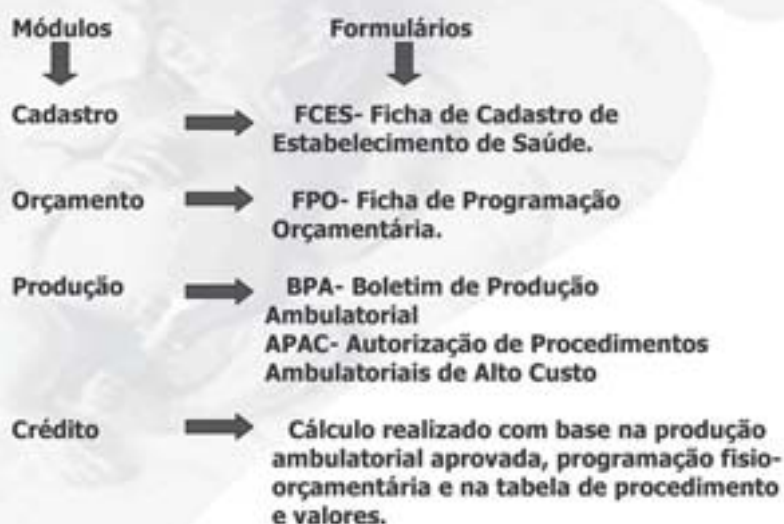 Módulos Formulários
Cadastro FCES- Ficha de Cadastro de
Estabelecimento de Saúde.
Orçamento FPO- Ficha de Programação
Orçamentária.
Produção BPA- Boletim de Produção
Ambulatorial
APAC- Autorização de Procedimentos
Ambulatoriais de Alto Custo
Crédito Cálculo realizado com base na produção
ambulatorial aprovada, programação fisio-
orçamentária e na tabela de procedimento
e valores.